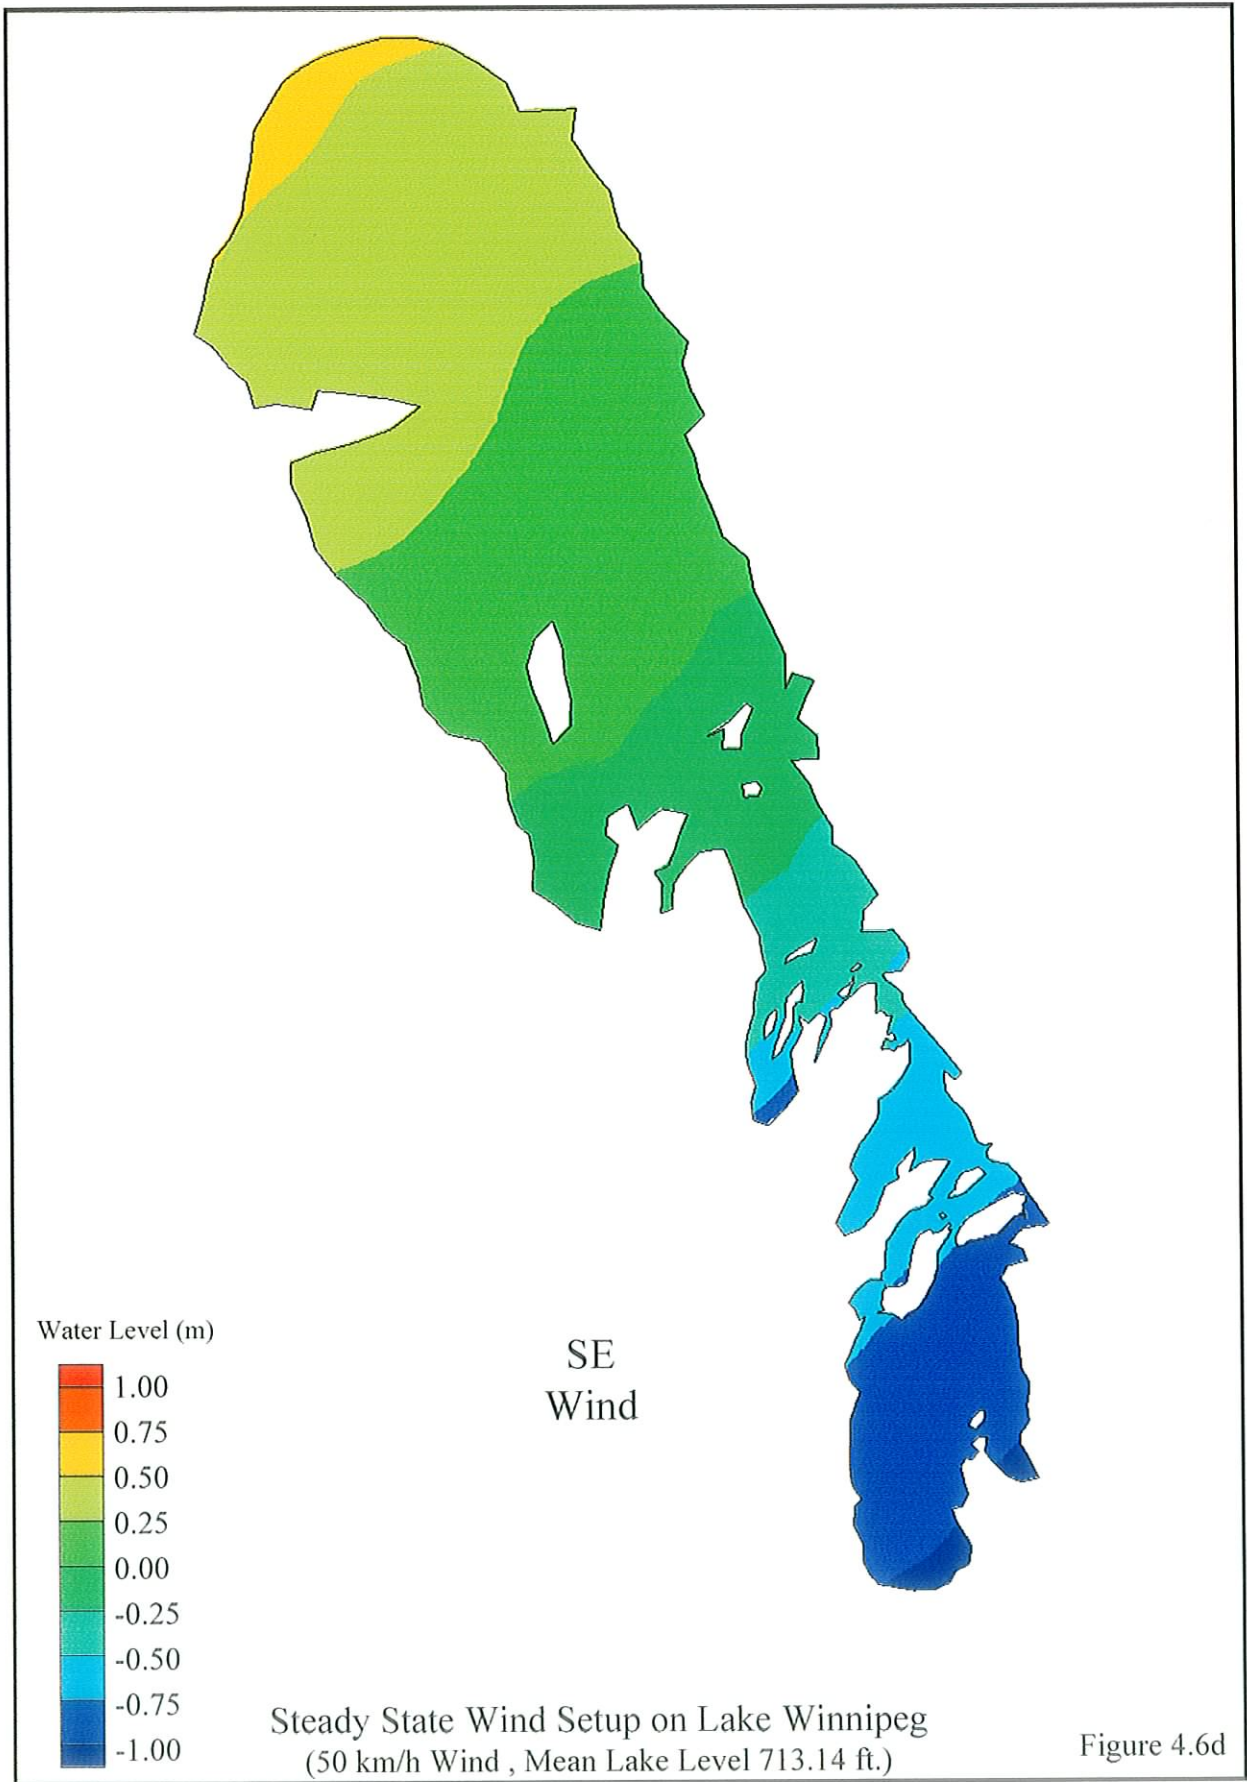 SE
Wind
Water Level (m)
1.00
0.75
0.50
0.25
0.00
-0.25
-0.50
-0.75
-1.00
Steady State Wind Setup on Lake Winnipeg
(50 km/h Wind , Mean Lake Level 713.14 ft.)
Figure 4.6d